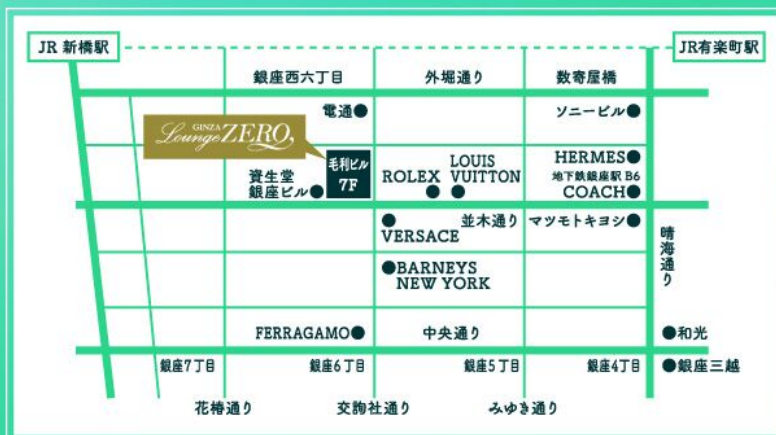 JR 新橋駅
JR有楽町駅
銀座西六丁目
外堀通り
数寄屋橋
電通
ソニービル
GINZA
Lounge ZERO
毛利ビル
7F
資生堂
銀座ビル
ROLEX
LOUIS
VUITTON
HERMES
地下鉄銀座駅 B6
COACH
VERSACE
並木通り
マツモトキヨシ
晴海通り
BARNEYS
NEW YORK
FERRAGAMO
中央通り
和光
銀座7丁目
銀座6丁目
銀座5丁目
銀座4丁目
銀座三越
花椿通り
交詢社通り
みゆき通り